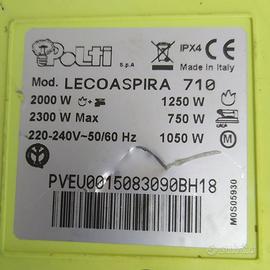 Polti S.p.A
IPX4
Made in Italy
Mod. LECOASPIRA 710
2000 W 1250 W
2300 W Max 750 W
220-240V~50/60 Hz 1050 W M
PVEU0015083090BH18
M0S05930
subito